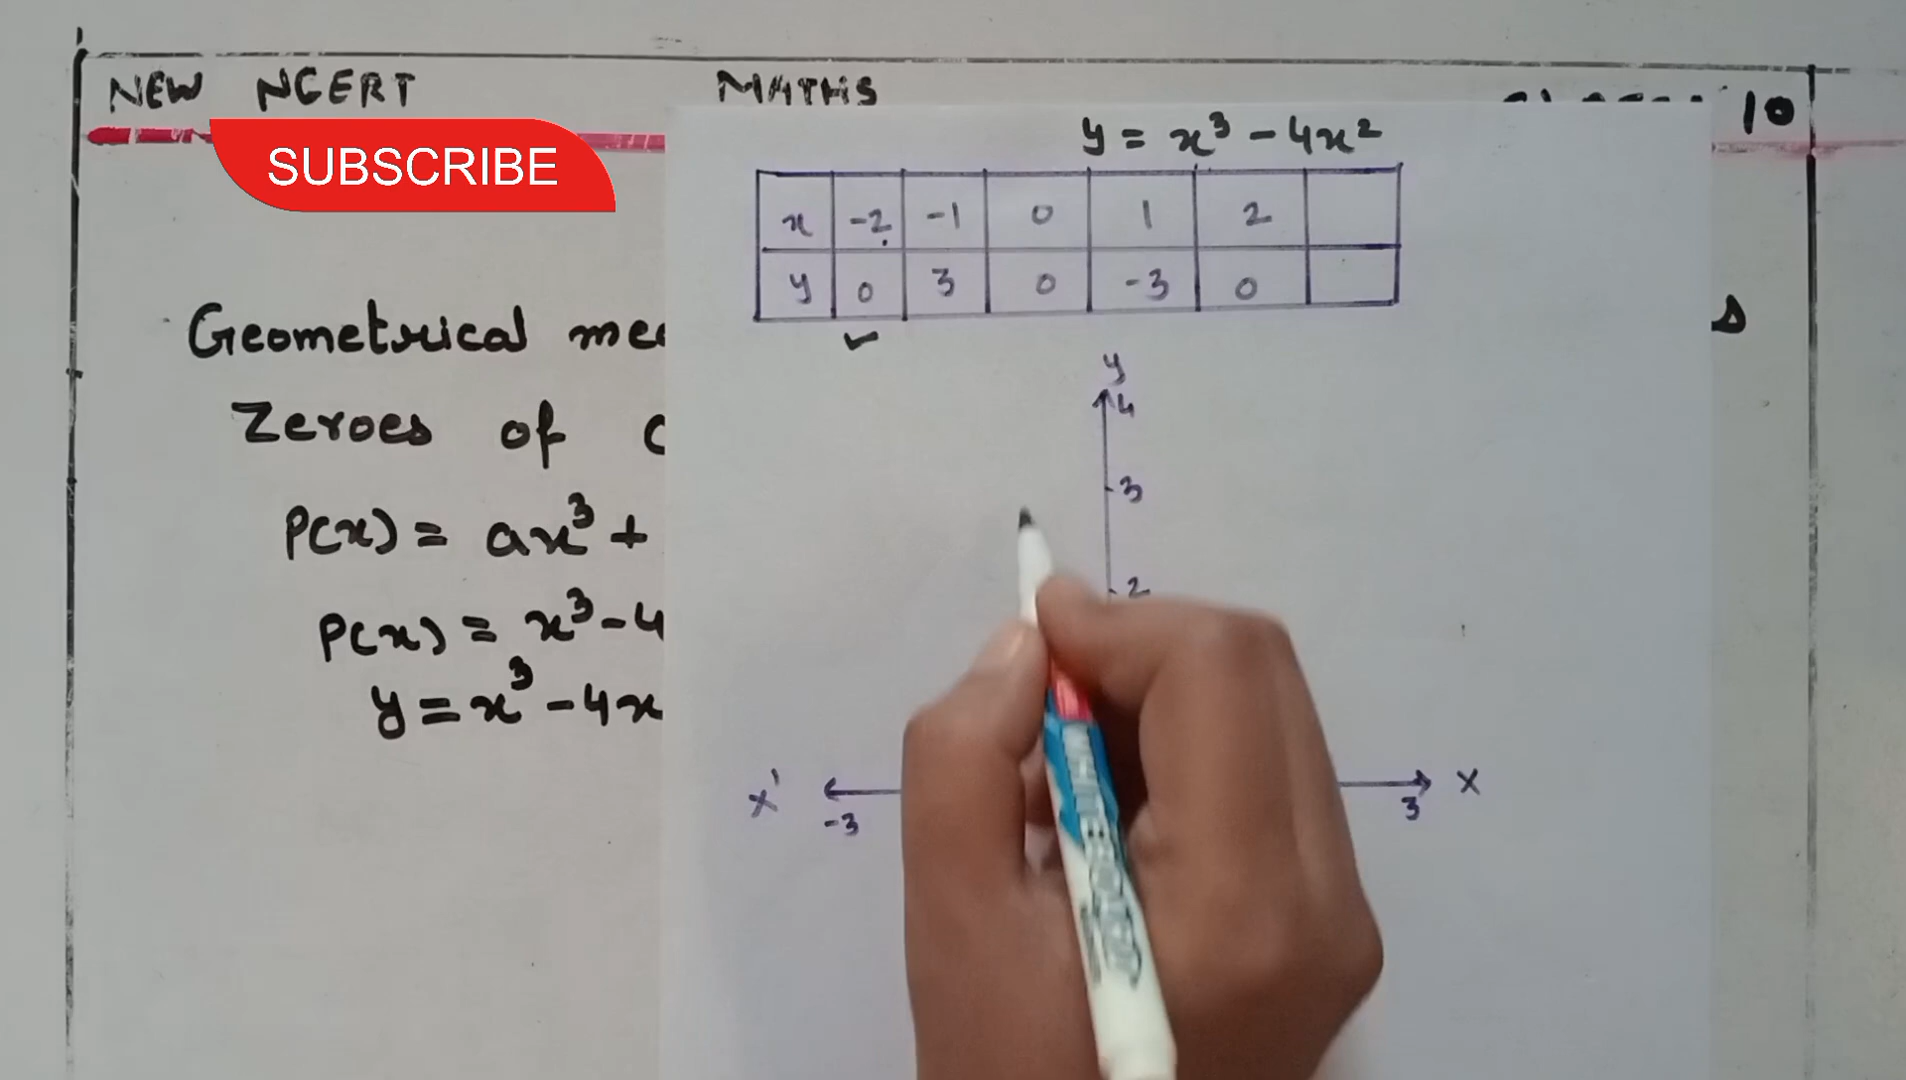 NEW NCERT MATHS 10
SUBSCRIBE
y = x³ - 4x²
x -2 -1 0 1 2
y 0 3 0 -3 0
Geometrical
Zeroes of
P(x) = ax³ +
P(x) = x³ - 4
y = x³ - 4x
y
4
3
2
x' x
-3 3